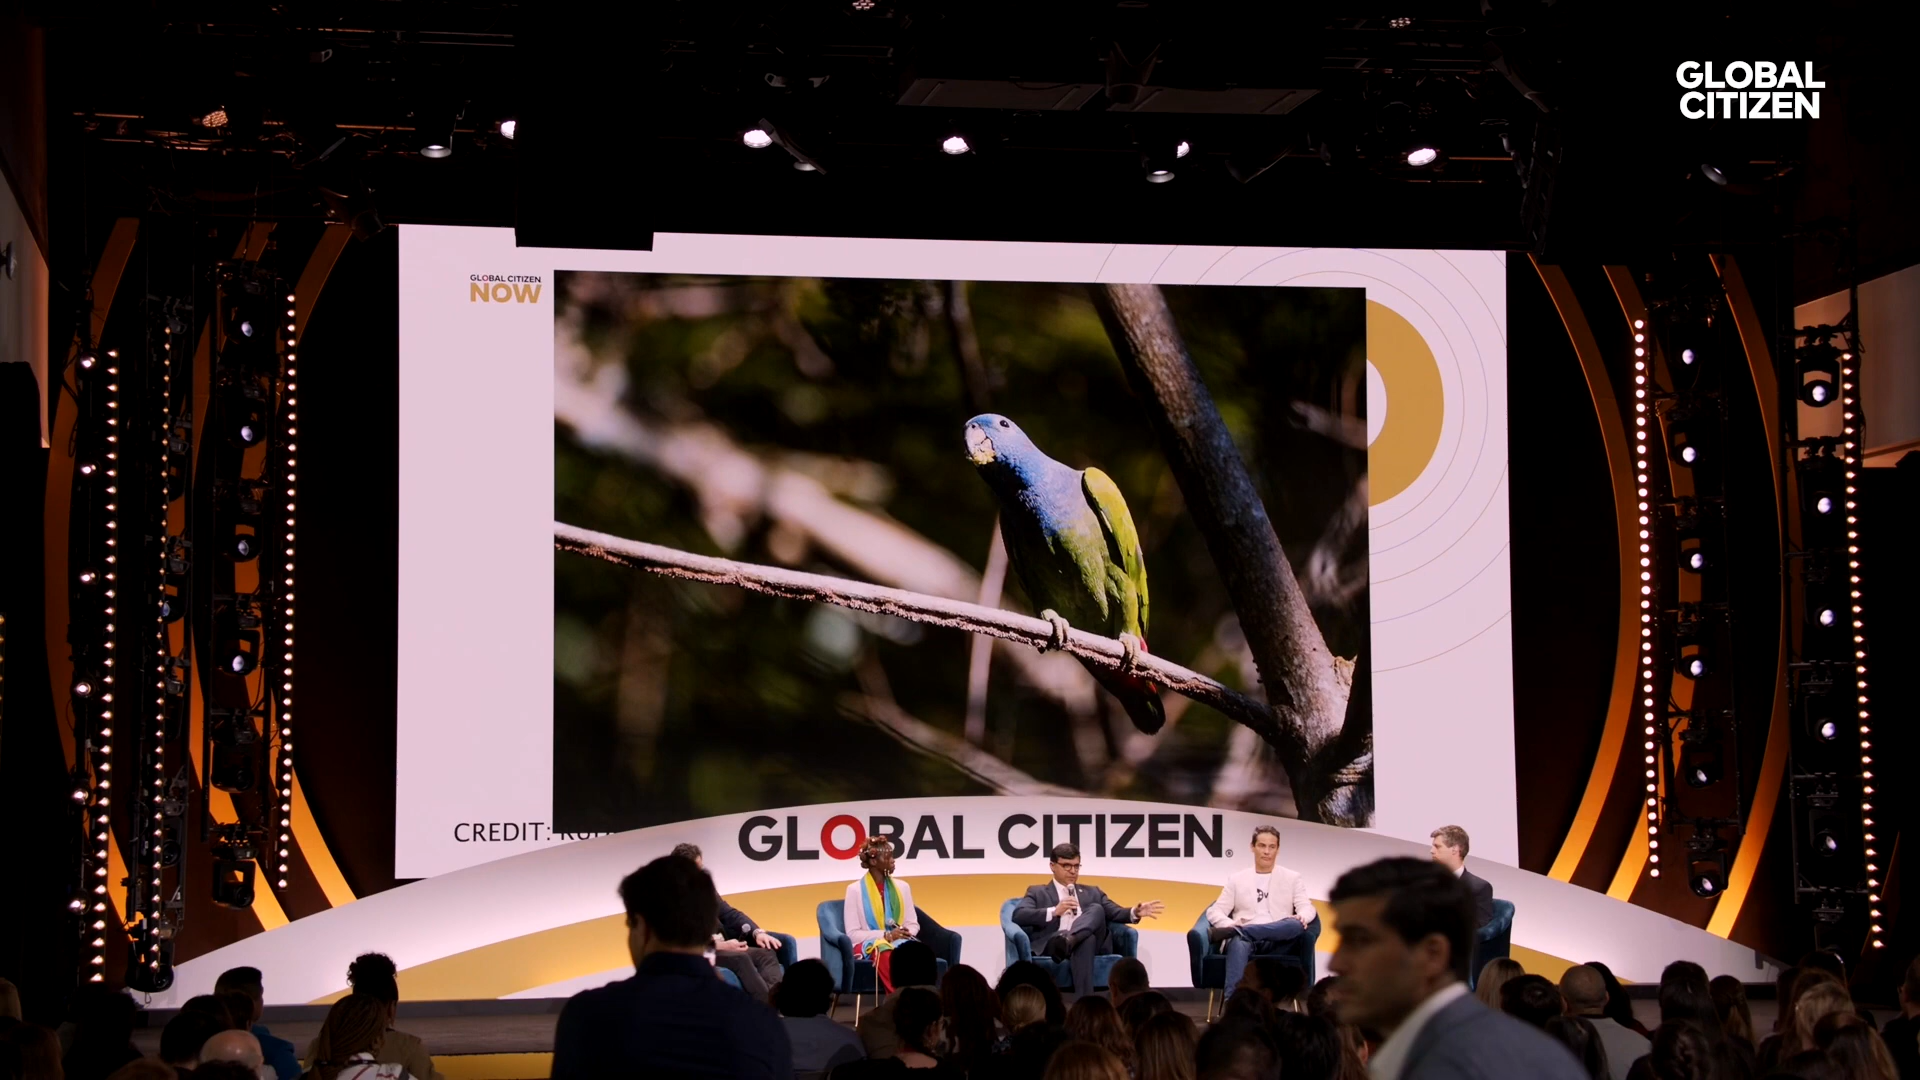 GLOBAL
CITIZEN
GLOBAL CITIZEN
NOW
CREDIT:
GLOBAL CITIZEN.